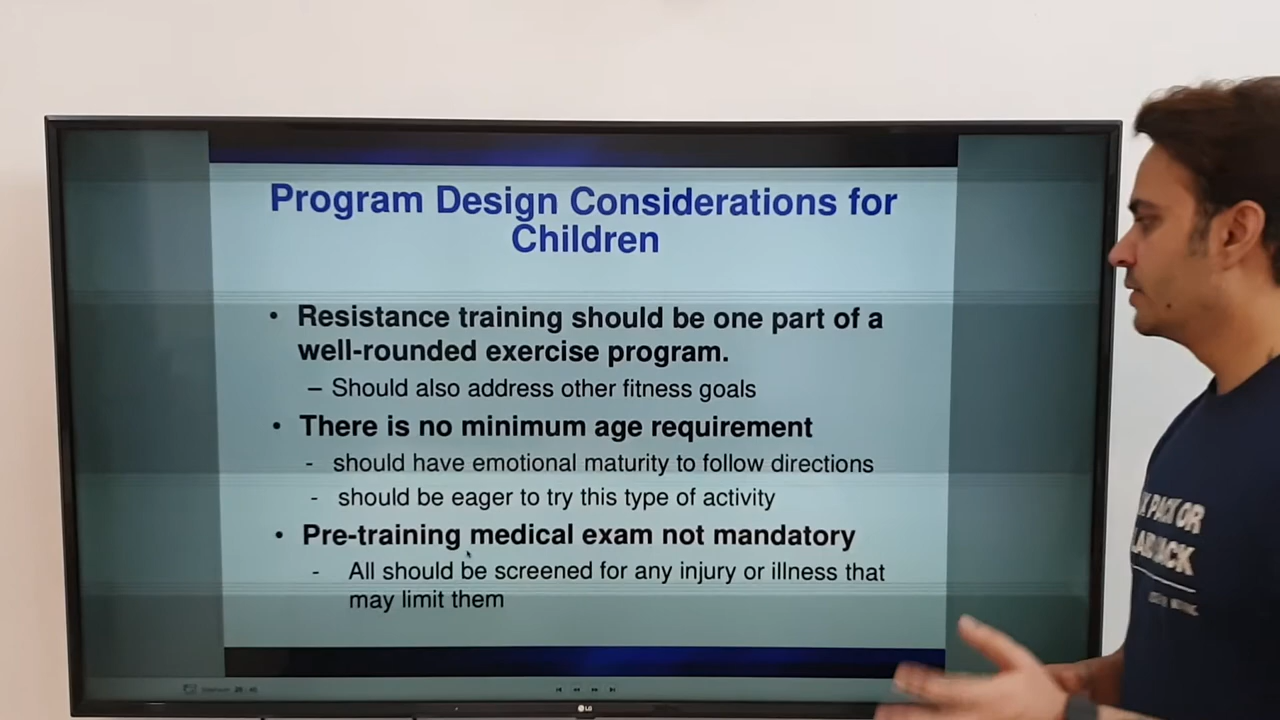 Program Design Considerations for
Children
• Resistance training should be one part of a
well-rounded exercise program.
– Should also address other fitness goals
• There is no minimum age requirement
- should have emotional maturity to follow directions
- should be eager to try this type of activity
• Pre-training medical exam not mandatory
- All should be screened for any injury or illness that
may limit them
LG
PACK OR